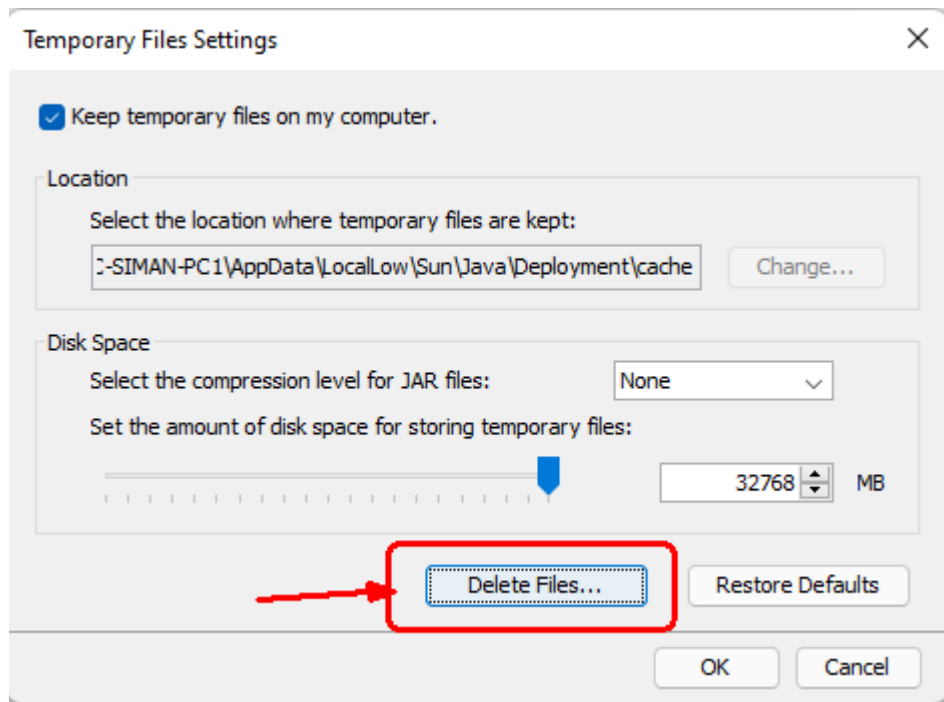 Temporary Files Settings
Keep temporary files on my computer.
Location
Select the location where temporary files are kept:
C-SIMAN-PC1\AppData\LocalLow\Sun\Java\Deployment\cache
Change...
Disk Space
Select the compression level for JAR files:
None
Set the amount of disk space for storing temporary files:
32768
MB
Delete Files...
Restore Defaults
OK
Cancel